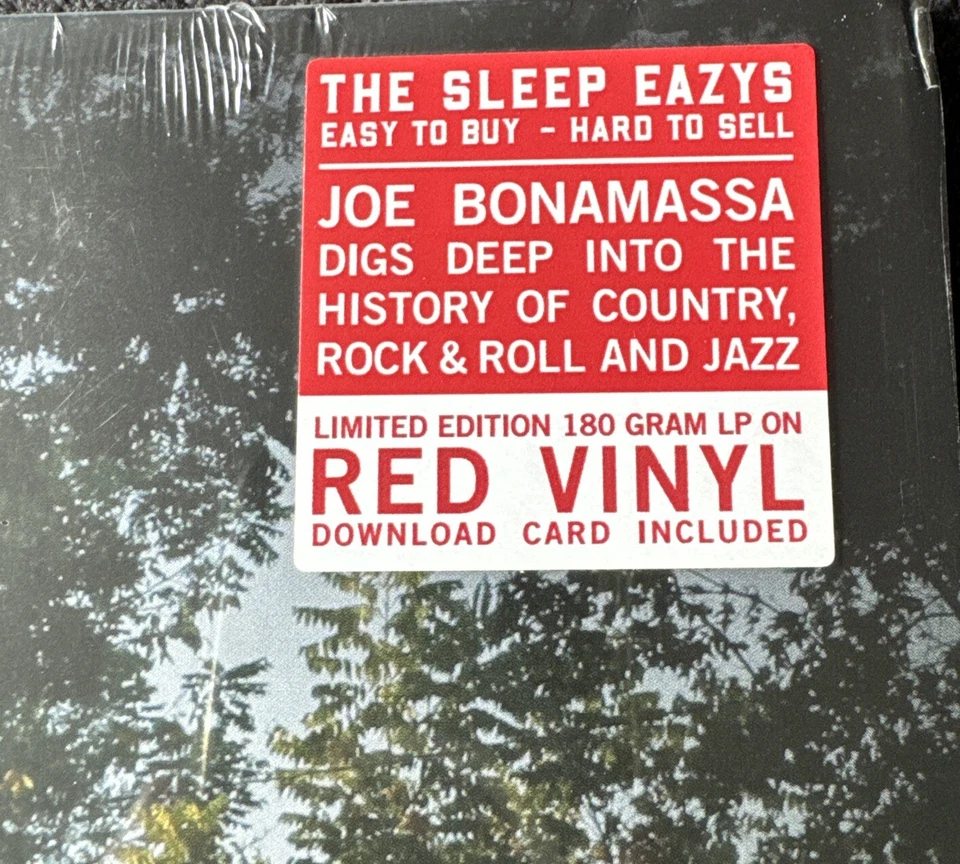 THE SLEEP EAZYS
EASY TO BUY - HARD TO SELL
JOE BONAMASSA
DIGS DEEP INTO THE
HISTORY OF COUNTRY,
ROCK & ROLL AND JAZZ
LIMITED EDITION 180 GRAM LP ON
RED VINYL
DOWNLOAD CARD INCLUDED